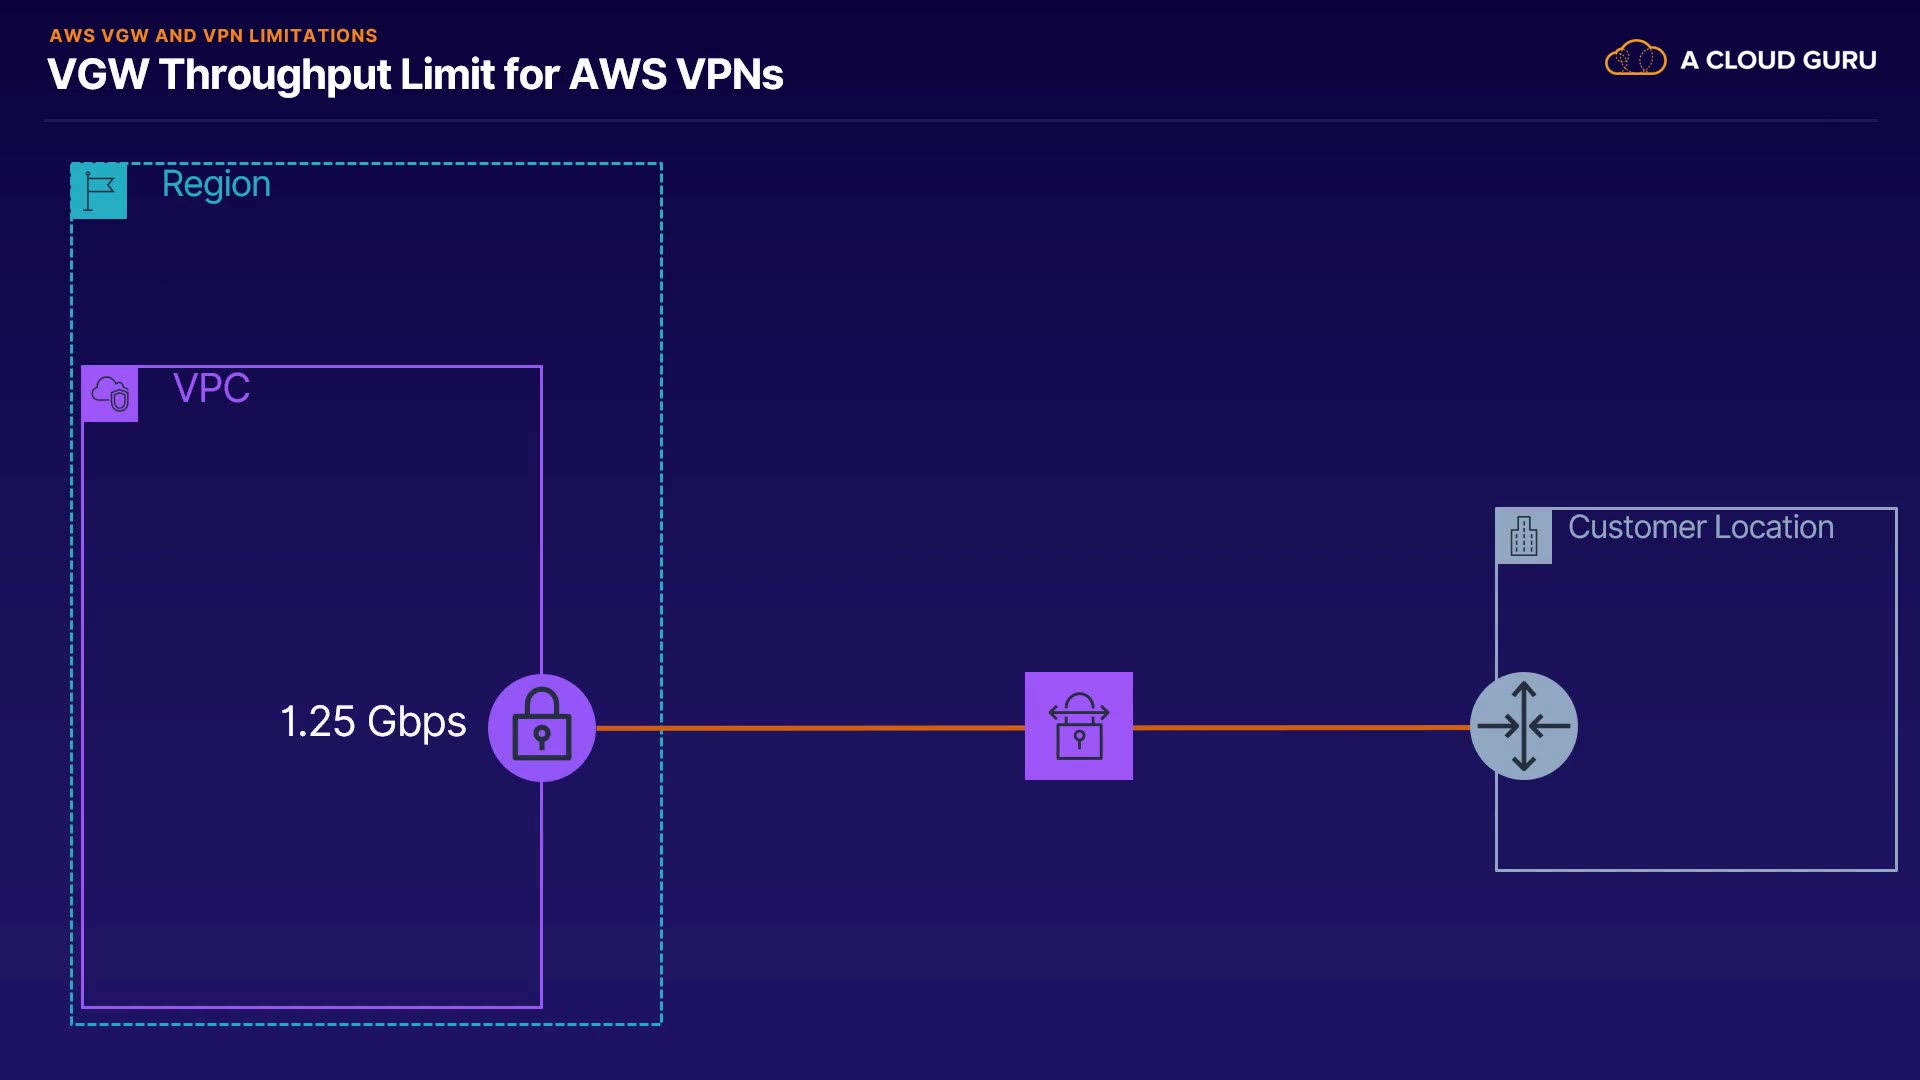 AWS VGW AND VPN LIMITATIONS
VGW Throughput Limit for AWS VPNs
A CLOUD GURU
Region
VPC
Customer Location
1.25 Gbps